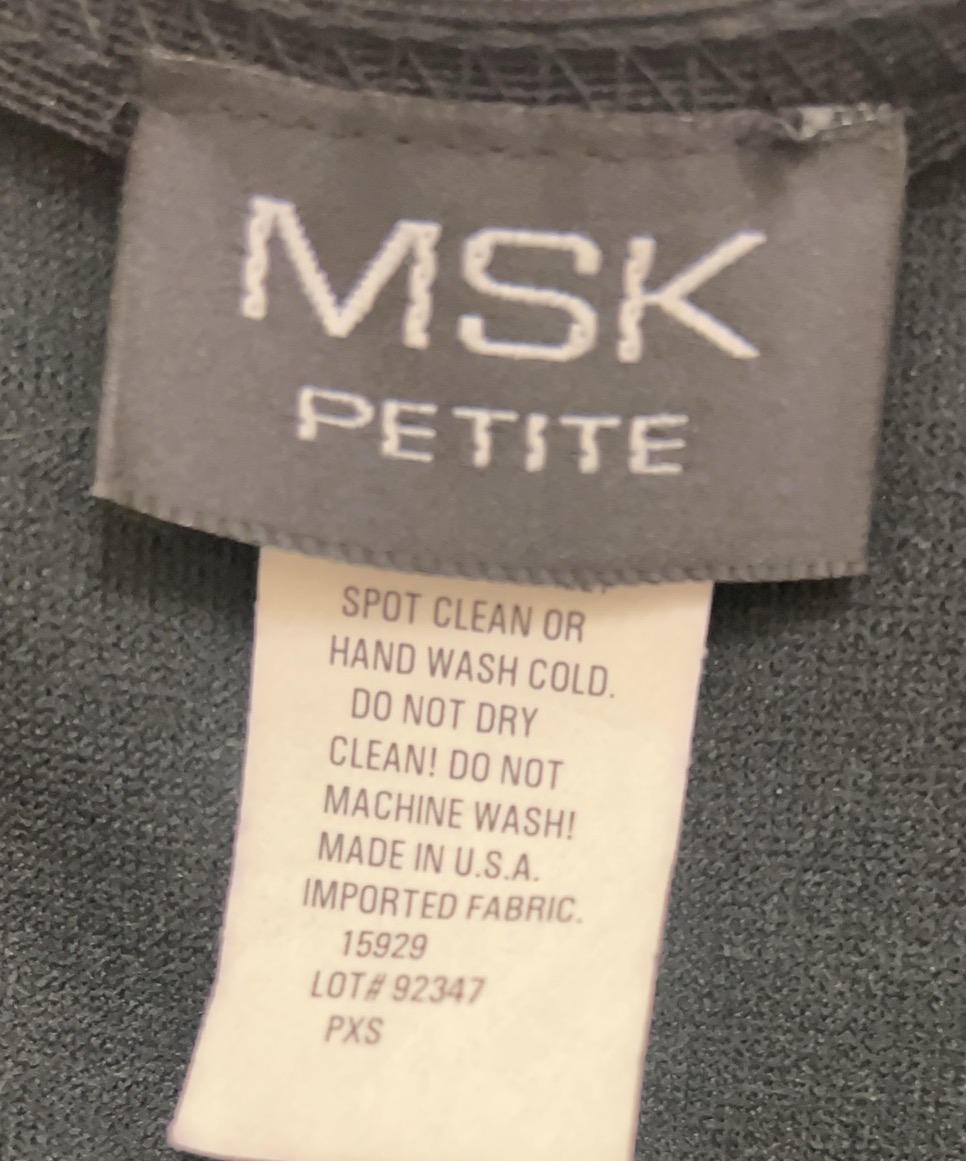 MSK
PETITE
SPOT CLEAN OR
HAND WASH COLD.
DO NOT DRY
CLEAN! DO NOT
MACHINE WASH!
MADE IN U.S.A.
IMPORTED FABRIC.
15929
LOT# 92347
PXS